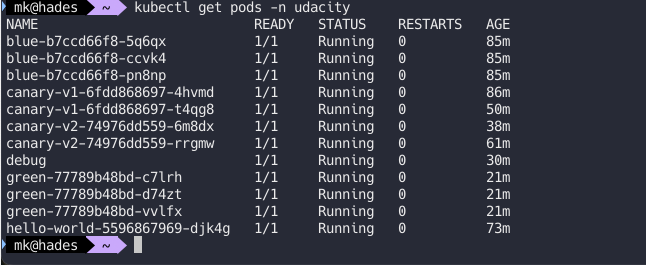 mk@hades ~ kubectl get pods -n udacity
NAME READY STATUS RESTARTS AGE
blue-b7ccd66f8-5q6qx 1/1 Running 0 85m
blue-b7ccd66f8-ccvk4 1/1 Running 0 85m
blue-b7ccd66f8-pn8np 1/1 Running 0 85m
canary-v1-6fdd868697-4hvmd 1/1 Running 0 86m
canary-v1-6fdd868697-t4qg8 1/1 Running 0 50m
canary-v2-74976dd559-6m8dx 1/1 Running 0 38m
canary-v2-74976dd559-rrgmw 1/1 Running 0 61m
debug 1/1 Running 0 30m
green-77789b48bd-c7lrh 1/1 Running 0 21m
green-77789b48bd-d74zt 1/1 Running 0 21m
green-77789b48bd-vvlfx 1/1 Running 0 21m
hello-world-5596867969-djk4g 1/1 Running 0 73m
mk@hades ~